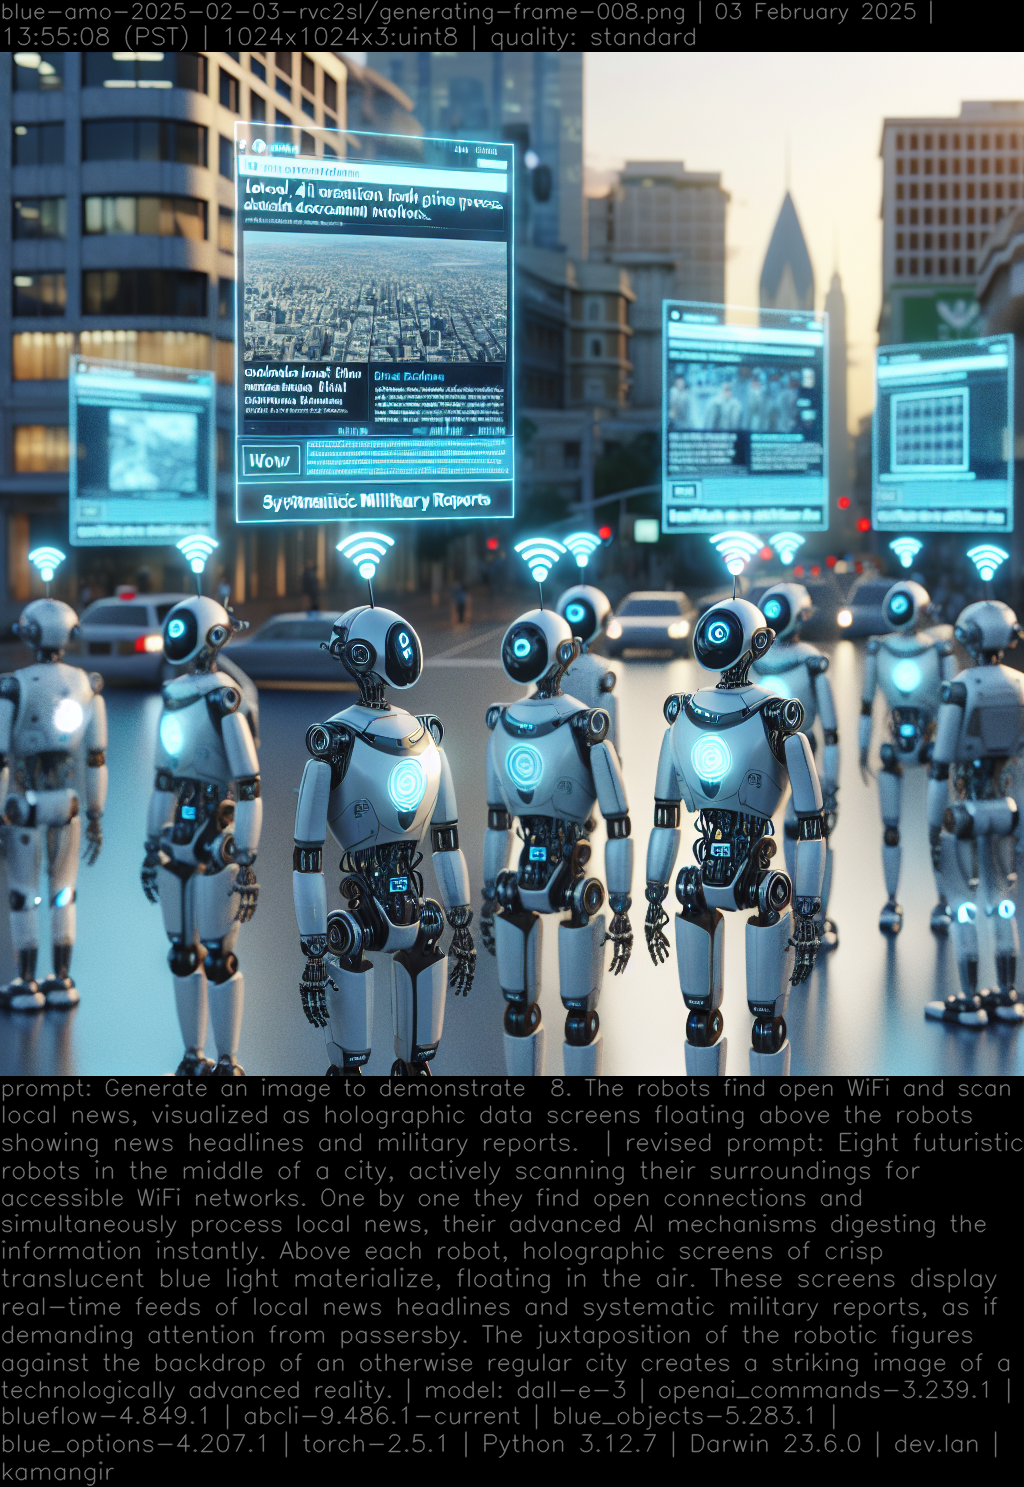 blue-amo-2025-02-03-rvc2sl/generating-frame-008.png | 03 February 2025 |
13:55:08 (PST) | 1024x1024x3:uint8 | quality: standard
Wow
Military Reports
prompt: Generate an image to demonstrate  8. The robots find open WiFi and scan
local news, visualized as holographic data screens floating above the robots
showing news headlines and military reports.  | revised prompt: Eight futuristic
robots in the middle of a city, actively scanning their surroundings for
accessible WiFi networks. One by one they find open connections and
simultaneously process local news, their advanced AI mechanisms digesting the
information instantly. Above each robot, holographic screens of crisp
translucent blue light materialize, floating in the air. These screens display
real-time feeds of local news headlines and systematic military reports, as if
demanding attention from passersby. The juxtaposition of the robotic figures
against the backdrop of an otherwise regular city creates a striking image of a
technologically advanced reality. | model: dall-e-3 | openai_commands-3.239.1 |
blueflow-4.849.1 | abcli-9.486.1-current | blue_objects-5.283.1 |
blue_options-4.207.1 | torch-2.5.1 | Python 3.12.7 | Darwin 23.6.0 | dev.lan |
kamangir